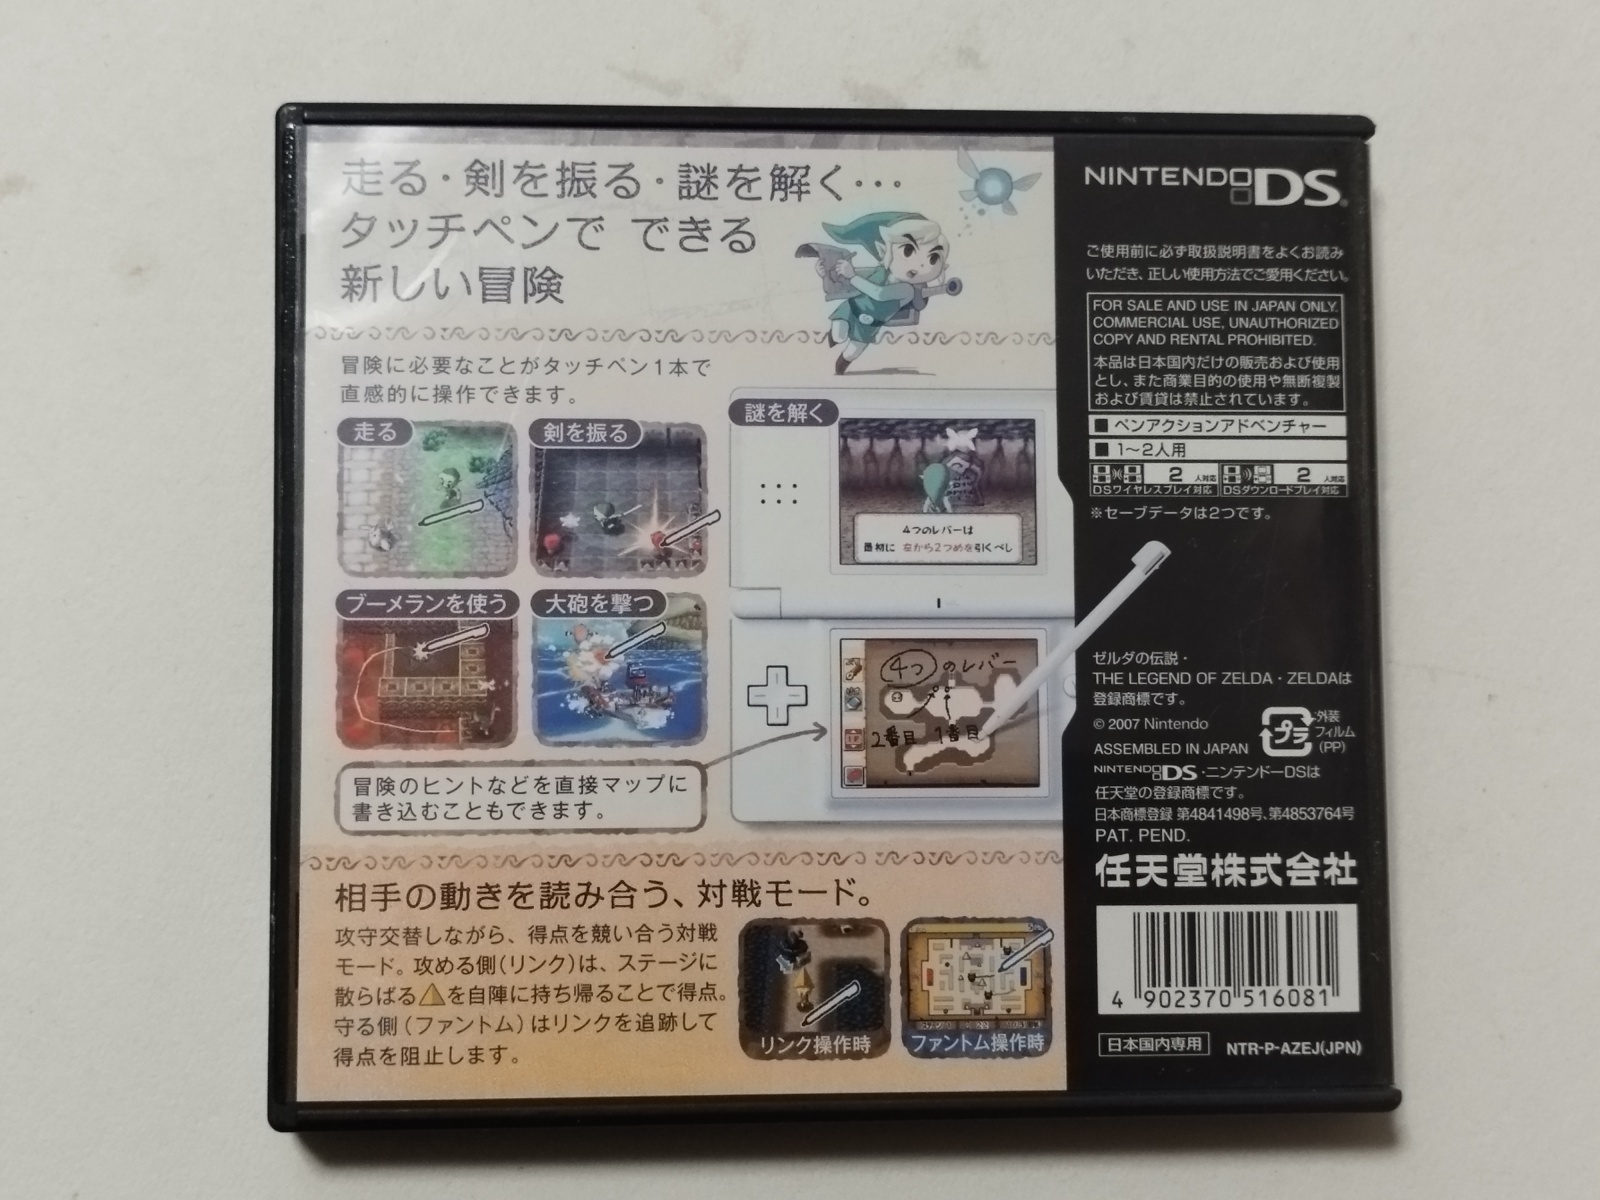 走る・剣を振る・謎を解く…
タッチペンで できる
新しい冒険
冒険に必要なことがタッチペン1本で
直感的に操作できます。
走る
剣を振る
ブーメランを使う
大砲を撃つ
謎を解く
4つのレバーは
最初に 左から2つめを引くべし
4つのレバー
2番目 1番目
冒険のヒントなどを直接マップに
書き込むこともできます。
相手の動きを読み合う、対戦モード。
攻守交替しながら、得点を競い合う対戦
モード。攻める側(リンク)は、ステージに
散らばる を自陣に持ち帰ることで得点。
守る側(ファントム)はリンクを追跡して
得点を阻止します。
リンク操作時
ファントム操作時
NINTENDO DS®
ご使用前に必ず取扱説明書をよくお読み
いただき、正しい使用方法でご愛用ください。
FOR SALE AND USE IN JAPAN ONLY.
COMMERCIAL USE, UNAUTHORIZED
COPY AND RENTAL PROHIBITED.
本品は日本国内だけの販売および使用
とし、また商業目的の使用や無断複製
および賃貸は禁止されています。
■ ペンアクションアドベンチャー
■ 1〜2人用
2人対応 2人対応
DSワイヤレスプレイ対応 DSダウンロードプレイ対応
※セーブデータは2つです。
ゼルダの伝説・
THE LEGEND OF ZELDA・ZELDAは
登録商標です。
© 2007 Nintendo
ASSEMBLED IN JAPAN
プラ
外装
フィルム
(PP)
NINTENDO DS・ニンテンドーDSは
任天堂の登録商標です。
日本商標登録 第4841498号、第4853764号
PAT. PEND.
任天堂株式会社
4 902370 516081
日本国内専用
NTR-P-AZEJ(JPN)